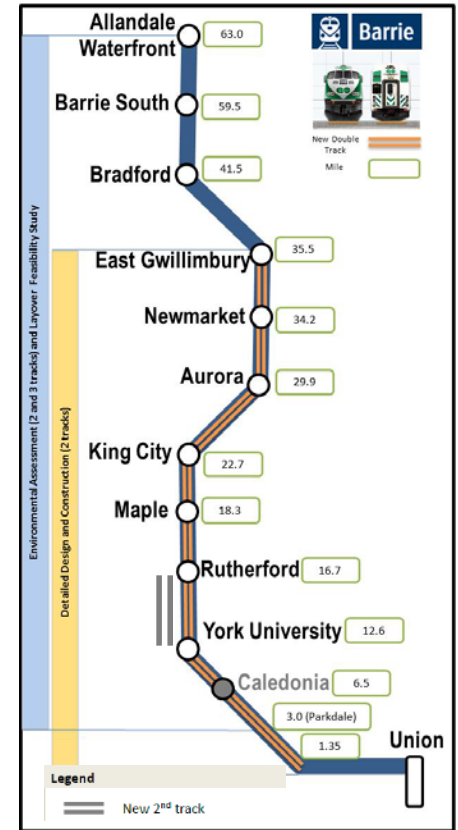 Allandale
Waterfront
63.0
Barrie
Barrie South
59.5
New Double
Track
Mile
Bradford
41.5
East Gwillimbury
35.5
Newmarket
34.2
Aurora
29.9
King City
22.7
Maple
18.3
Rutherford
16.7
York University
12.6
Caledonia
6.5
3.0 (Parkdale)
1.35
Union
Environmental Assessment (2 and 3 tracks) and Layover Feasibility Study
Detailed Design and Construction (2 tracks)
Legend
New 2nd track